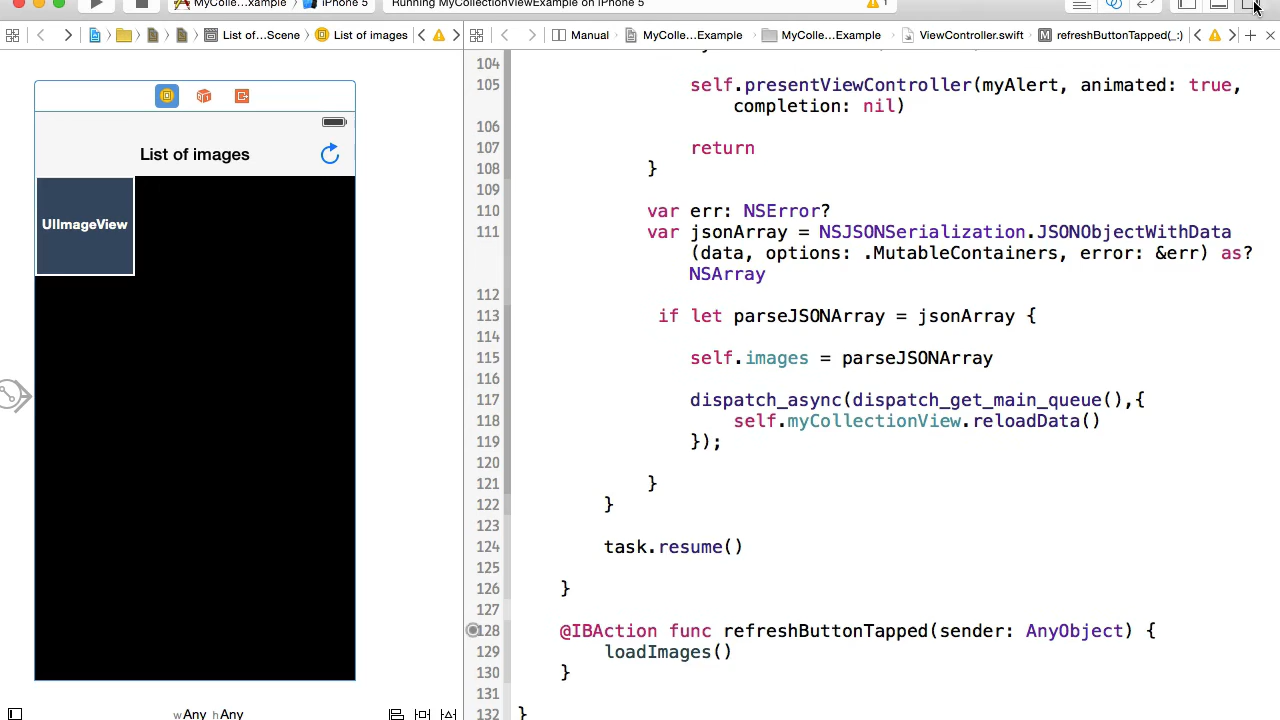 MyColle...xample 〉 iPhone 5
Running MyCollectionViewExample on iPhone 5
1
List of...Scene 〉 List of images
Manual 〉 MyColle...Example 〉 MyColle...Example 〉 ViewController.swift 〉 M refreshButtonTapped(_:)
List of images
UIImageView
104
105 self.presentViewController(myAlert, animated: true,
completion: nil)
106
107 return
108 }
109
110 var err: NSError?
111 var jsonArray = NSJSONSerialization.JSONObjectWithData
(data, options: .MutableContainers, error: &err) as?
NSArray
112
113 if let parseJSONArray = jsonArray {
114
115 self.images = parseJSONArray
116
117 dispatch_async(dispatch_get_main_queue(),{
118 self.myCollectionView.reloadData()
119 });
120
121 }
122 }
123
124 task.resume()
125
126 }
127
128 @IBAction func refreshButtonTapped(sender: AnyObject) {
129 loadImages()
130 }
131
132 }
wAny hAny